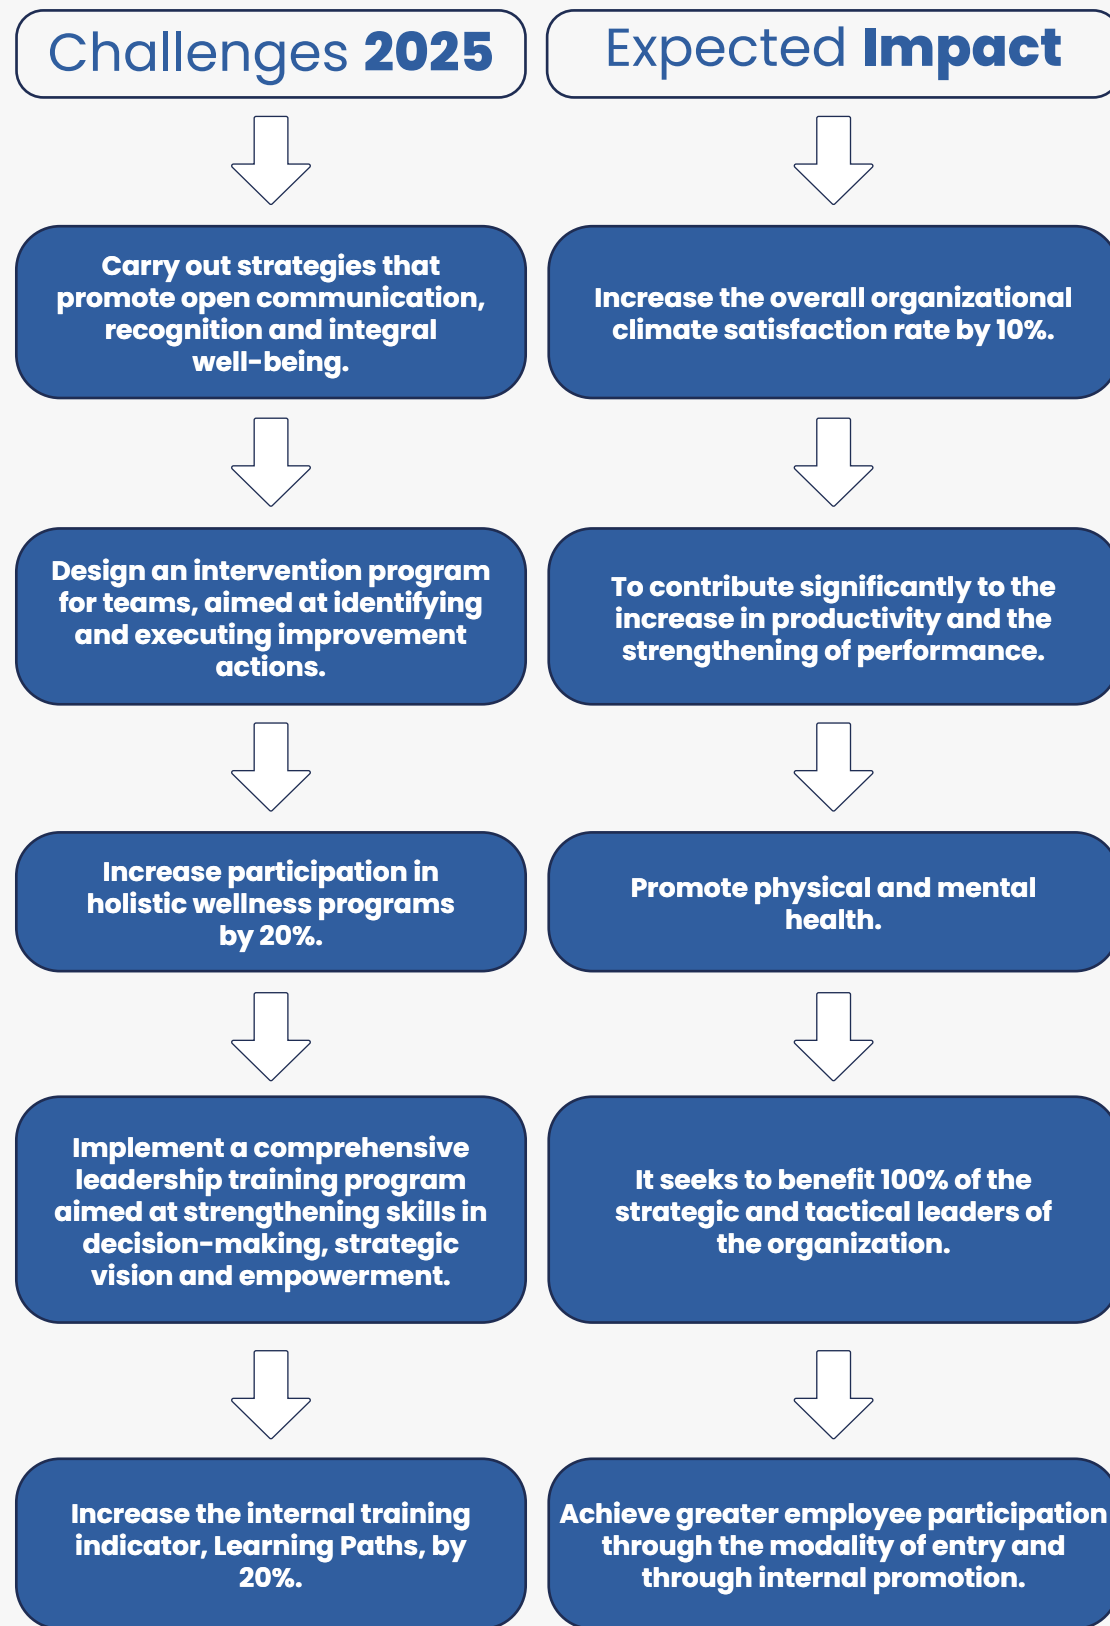 Challenges 2025
Expected Impact
Carry out strategies that
promote open communication,
recognition and integral
well-being.
Increase the overall organizational
climate satisfaction rate by 10%.
Design an intervention program
for teams, aimed at identifying
and executing improvement
actions.
To contribute significantly to the
increase in productivity and the
strengthening of performance.
Increase participation in
holistic wellness programs
by 20%.
Promote physical and mental
health.
Implement a comprehensive
leadership training program
aimed at strengthening skills in
decision-making, strategic
vision and empowerment.
It seeks to benefit 100% of the
strategic and tactical leaders of
the organization.
Increase the internal training
indicator, Learning Paths, by
20%.
Achieve greater employee participation
through the modality of entry and
through internal promotion.